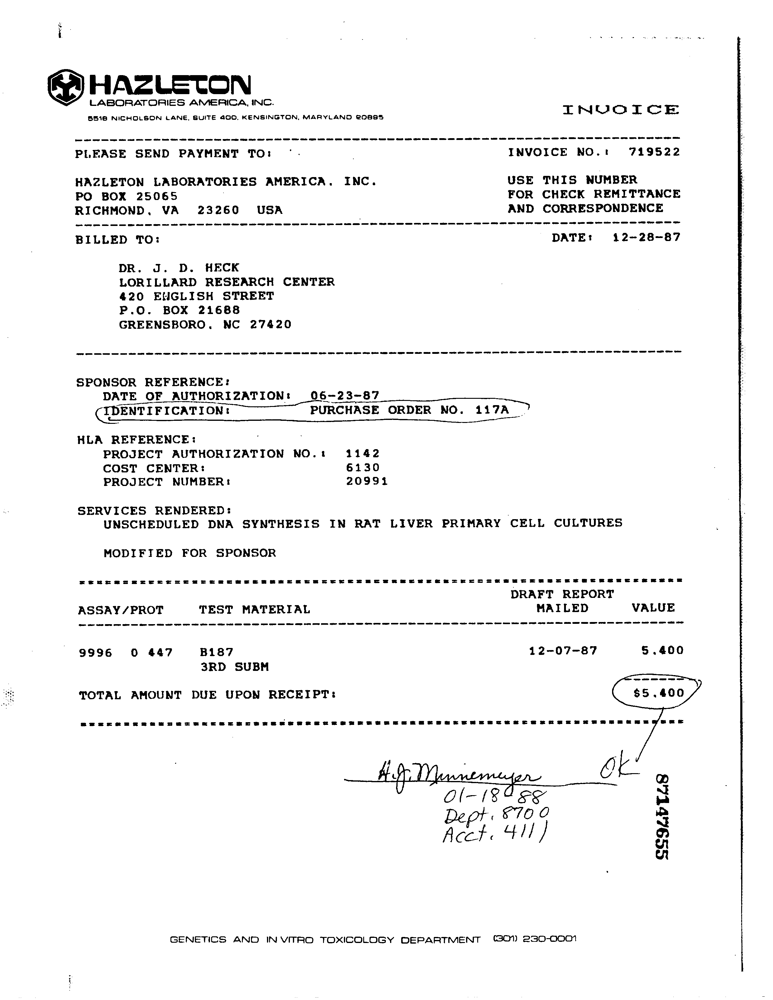 HAZLETON
LABORATORIES AMERICA, INC.
5518 NICHOLSON LANE, SUITE 400, KENSINGTON, MARYLAND 20895
INVOICE
PLEASE SEND PAYMENT TO: INVOICE NO.: 719522
HAZLETON LABORATORIES AMERICA, INC. USE THIS NUMBER
PO BOX 25065 FOR CHECK REMITTANCE
RICHMOND, VA 23260 USA AND CORRESPONDENCE
BILLED TO: DATE: 12-28-87
DR. J. D. HECK
LORILLARD RESEARCH CENTER
420 ENGLISH STREET
P.O. BOX 21688
GREENSBORO, NC 27420
SPONSOR REFERENCE:
DATE OF AUTHORIZATION: 06-23-87
IDENTIFICATION: PURCHASE ORDER NO. 117A
HLA REFERENCE:
PROJECT AUTHORIZATION NO.: 1142
COST CENTER: 6130
PROJECT NUMBER: 20991
SERVICES RENDERED:
UNSCHEDULED DNA SYNTHESIS IN RAT LIVER PRIMARY CELL CULTURES
MODIFIED FOR SPONSOR
DRAFT REPORT
ASSAY/PROT TEST MATERIAL MAILED VALUE
9996 0 447 B187 12-07-87 5,400
3RD SUBM
TOTAL AMOUNT DUE UPON RECEIPT: $5,400
H.J. Minnemeyer OK
01-18-88
Dept. 8700
Acct. 4111
87147655
GENETICS AND IN VITRO TOXICOLOGY DEPARTMENT (301) 230-0001